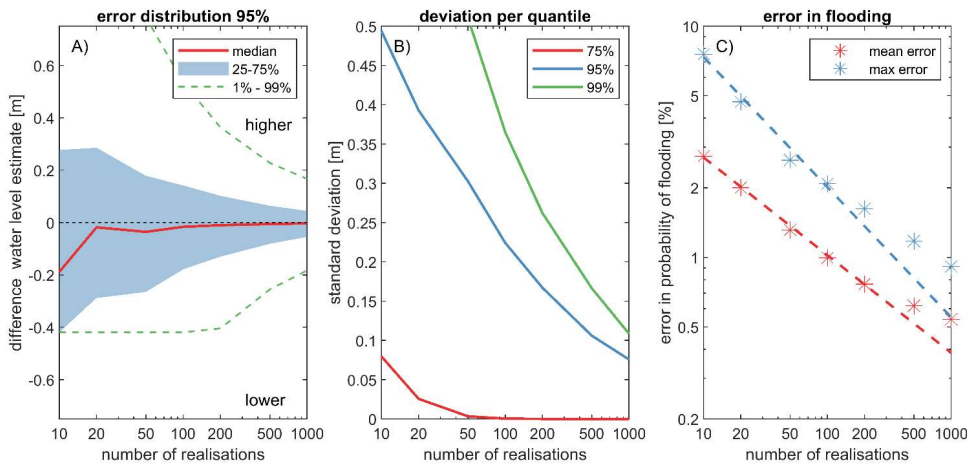 error distribution 95%
A)
median
25-75%
1% - 99%
higher
lower
difference water level estimate [m]
0.6
0.4
0.2
0
-0.2
-0.4
-0.6
10 20 50 100 200 500 1000
number of realisations
deviation per quantile
B)
75%
95%
99%
standard deviation [m]
0.5
0.45
0.4
0.35
0.3
0.25
0.2
0.15
0.1
0.05
0
10 20 50 100 200 500 1000
number of realisations
error in flooding
C)
mean error
max error
error in probability of flooding [%]
10
5
2
1
0.5
0.2
10 20 50 100 200 500 1000
number of realisations